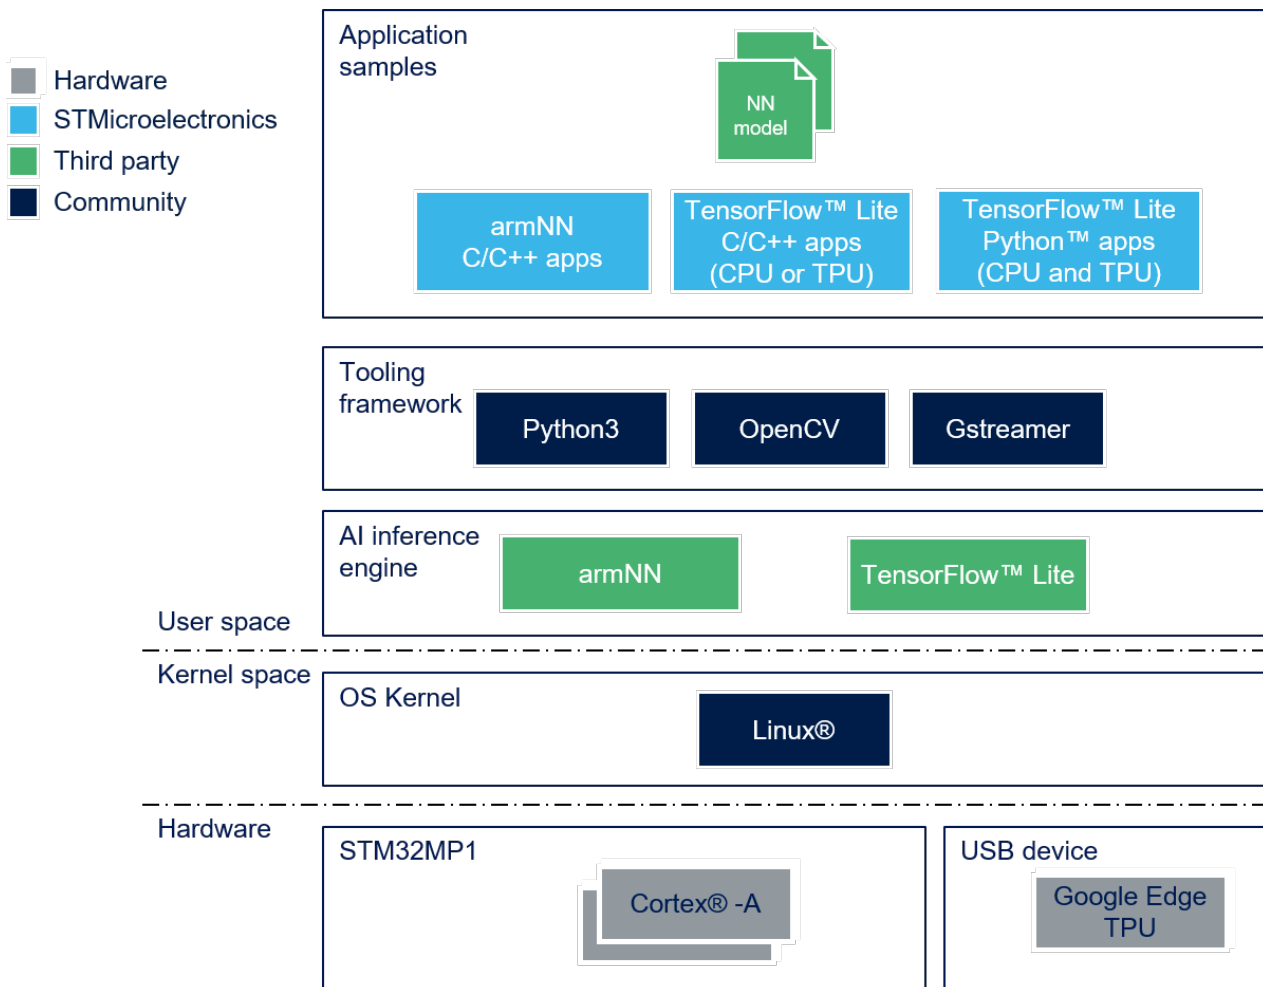 Hardware
STMicroelectronics
Third party
Community
Application
samples
NN
model
armNN
C/C++ apps
TensorFlow™ Lite
C/C++ apps
(CPU or TPU)
TensorFlow™ Lite
Python™ apps
(CPU and TPU)
Tooling
framework
Python3
OpenCV
Gstreamer
AI inference
engine
armNN
TensorFlow™ Lite
User space
Kernel space
OS Kernel
Linux®
Hardware
STM32MP1
Cortex® -A
USB device
Google Edge
TPU